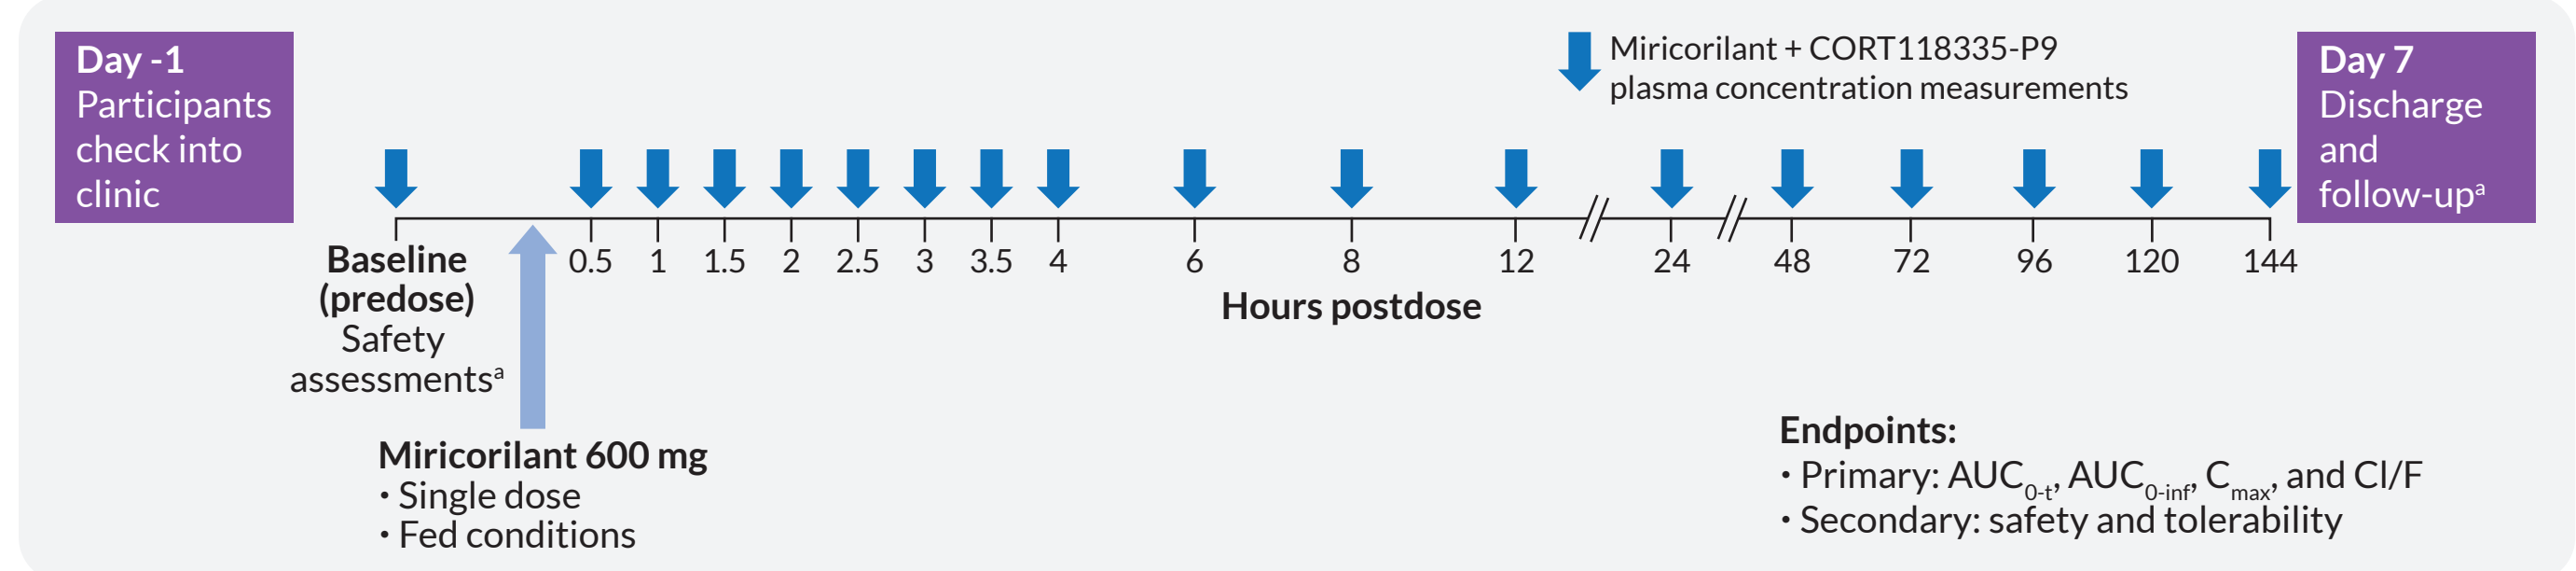 Day -1
Participants
check into
clinic
Miricorilant + CORT118335-P9
plasma concentration measurements
Day 7
Discharge
and
follow-upᵃ
Baseline
(predose)
Safety
assessmentsᵃ
0.5 1 1.5 2 2.5 3 3.5 4 6 8 12 24 48 72 96 120 144
Hours postdose
Miricorilant 600 mg
· Single dose
· Fed conditions
Endpoints:
· Primary: AUC0-t, AUC0-inf, Cmax, and Cl/F
· Secondary: safety and tolerability